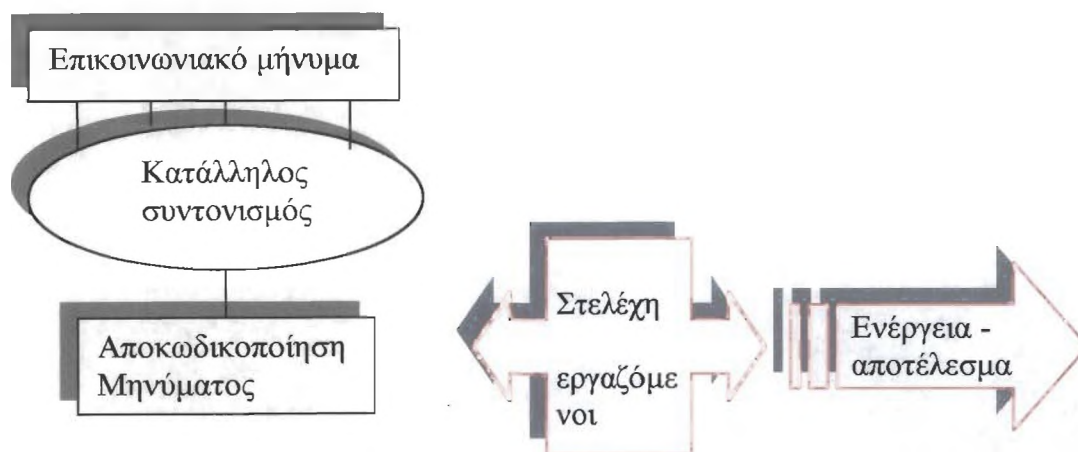 Επικοινωνιακό μήνυμα
Κατάλληλος
συντονισμός
Αποκωδικοποίηση
Μηνύματος
Στελέχη
εργαζόμε
νοι
Ενέργεια -
αποτέλεσμα